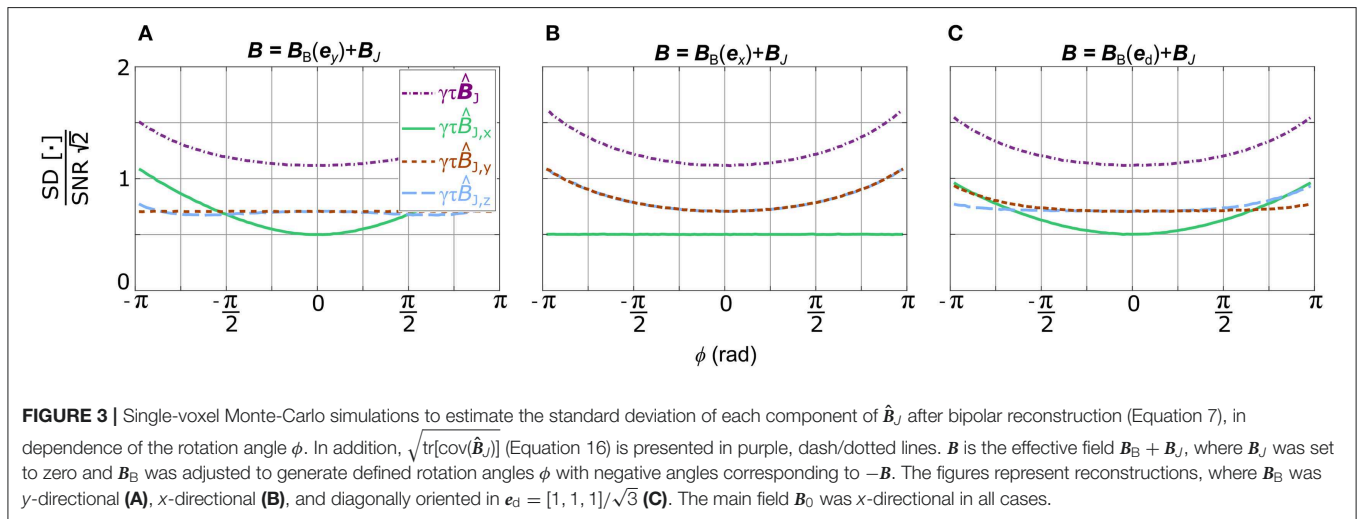 A
B = B_B(e_y)+B_J
B
B = B_B(e_x)+B_J
C
B = B_B(e_d)+B_J
SD [·]
SNR √2
2
1
0
γτB̂_J
γτB̂_J,x
γτB̂_J,y
γτB̂_J,z
-π -π/2 0 π/2 π
-π -π/2 0 π/2 π
-π -π/2 0 π/2 π
ϕ (rad)
FIGURE 3 | Single-voxel Monte-Carlo simulations to estimate the standard deviation of each component of B̂_J after bipolar reconstruction (Equation 7), in
dependence of the rotation angle ϕ. In addition, √tr[cov(B̂_J)] (Equation 16) is presented in purple, dash/dotted lines. B is the effective field B_B + B_J, where B_J was set
to zero and B_B was adjusted to generate defined rotation angles ϕ with negative angles corresponding to −B. The figures represent reconstructions, where B_B was
y-directional (A), x-directional (B), and diagonally oriented in e_d = [1, 1, 1]/√3 (C). The main field B_0 was x-directional in all cases.